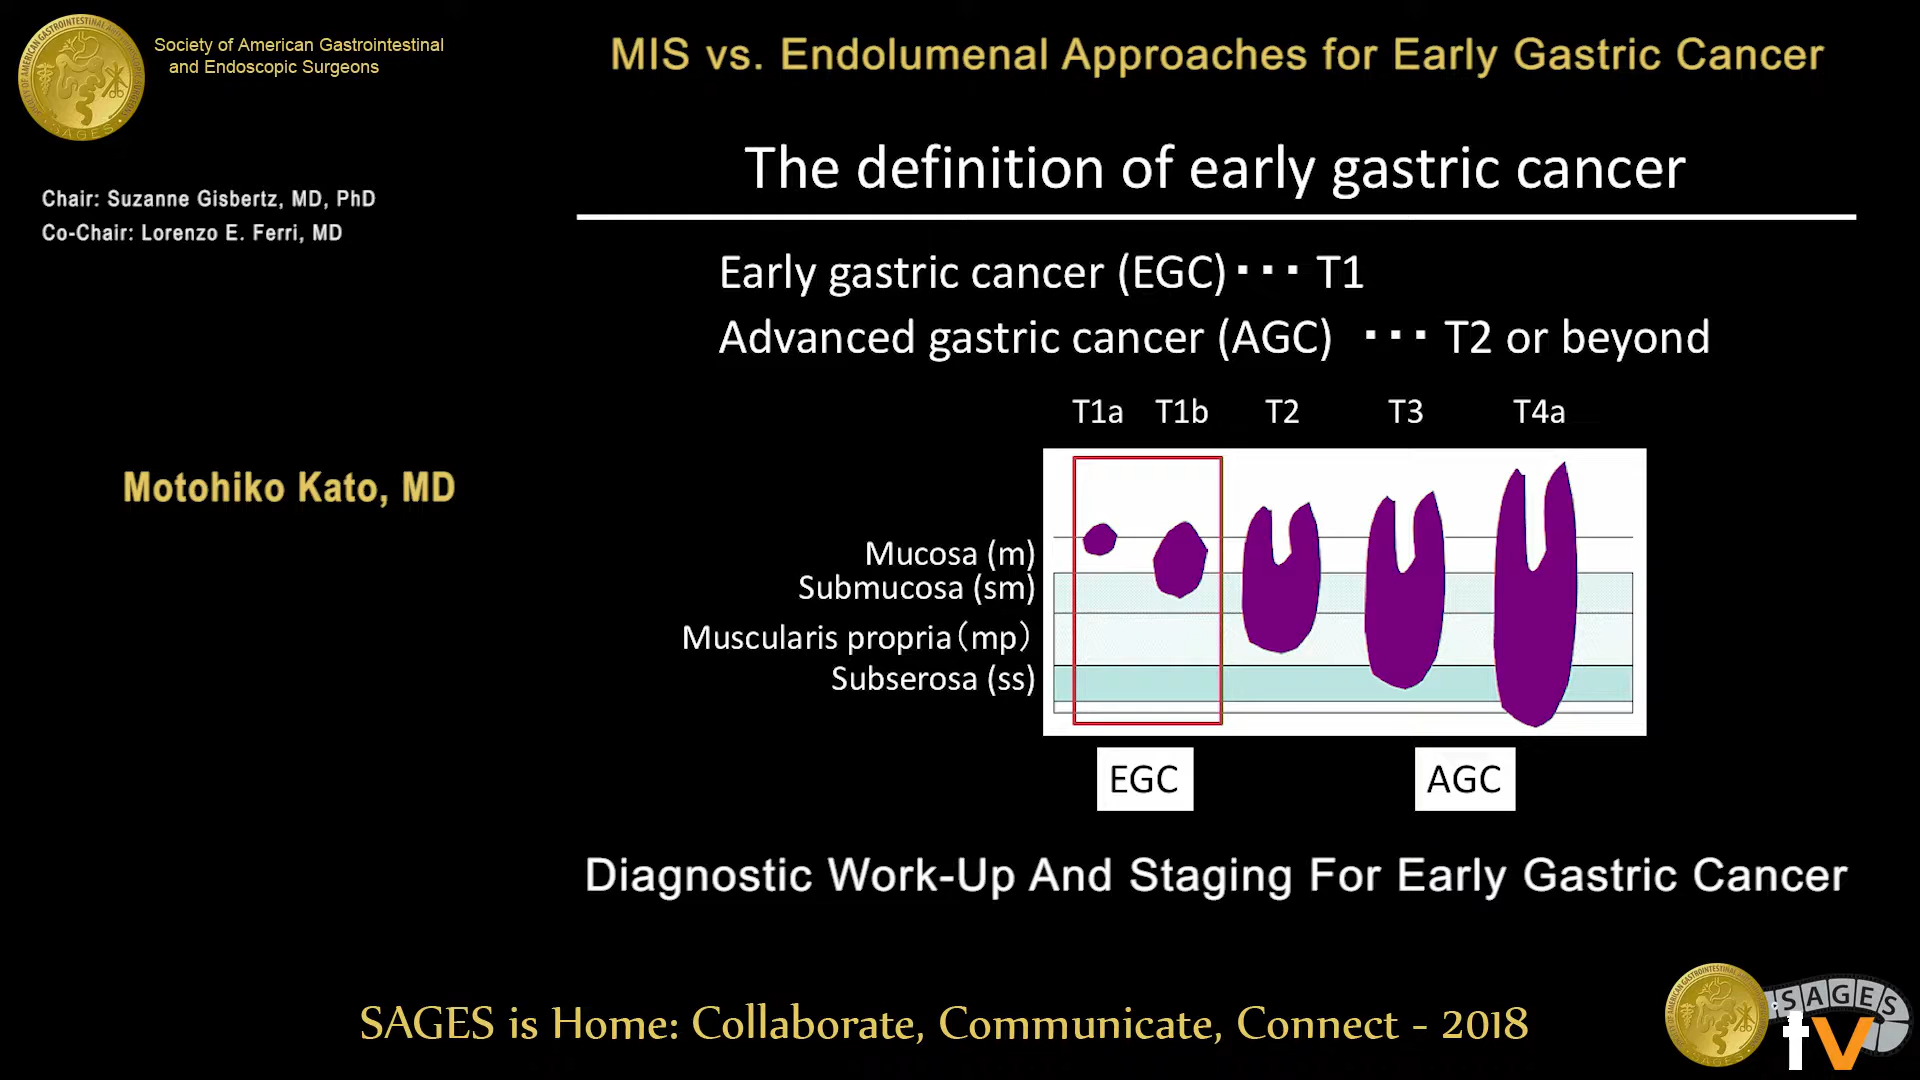 Society of American Gastrointestinal
and Endoscopic Surgeons
MIS vs. Endolumenal Approaches for Early Gastric Cancer
Chair: Suzanne Gisbertz, MD, PhD
Co-Chair: Lorenzo E. Ferri, MD
Motohiko Kato, MD
The definition of early gastric cancer
Early gastric cancer (EGC)・・・ T1
Advanced gastric cancer (AGC) ・・・ T2 or beyond
T1a T1b T2 T3 T4a
Mucosa (m)
Submucosa (sm)
Muscularis propria（mp）
Subserosa (ss)
EGC AGC
Diagnostic Work-Up And Staging For Early Gastric Cancer
SAGES is Home: Collaborate, Communicate, Connect - 2018
SAGES
tv